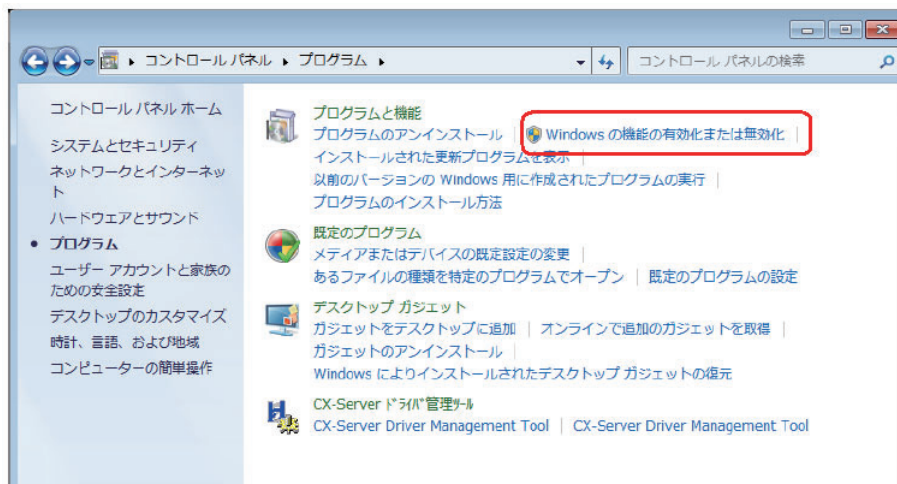 コントロール パネル ▸ プログラム ▸
コントロール パネルの検索
コントロール パネル ホーム
システムとセキュリティ
ネットワークとインターネッ
ト
ハードウェアとサウンド
プログラム
ユーザー アカウントと家族の
ための安全設定
デスクトップのカスタマイズ
時計、言語、および地域
コンピューターの簡単操作
プログラムと機能
プログラムのアンインストール | Windows の機能の有効化または無効化 |
インストールされた更新プログラムを表示 |
以前のバージョンの Windows 用に作成されたプログラムの実行 |
プログラムのインストール方法
既定のプログラム
メディアまたはデバイスの既定設定の変更 |
あるファイルの種類を特定のプログラムでオープン | 既定のプログラムの設定
デスクトップ ガジェット
ガジェットをデスクトップに追加 | オンラインで追加のガジェットを取得 |
ガジェットのアンインストール |
Windows によりインストールされたデスクトップ ガジェットの復元
CX-Server ﾄﾞﾗｲﾊﾞ管理ﾂｰﾙ
CX-Server Driver Management Tool | CX-Server Driver Management Tool